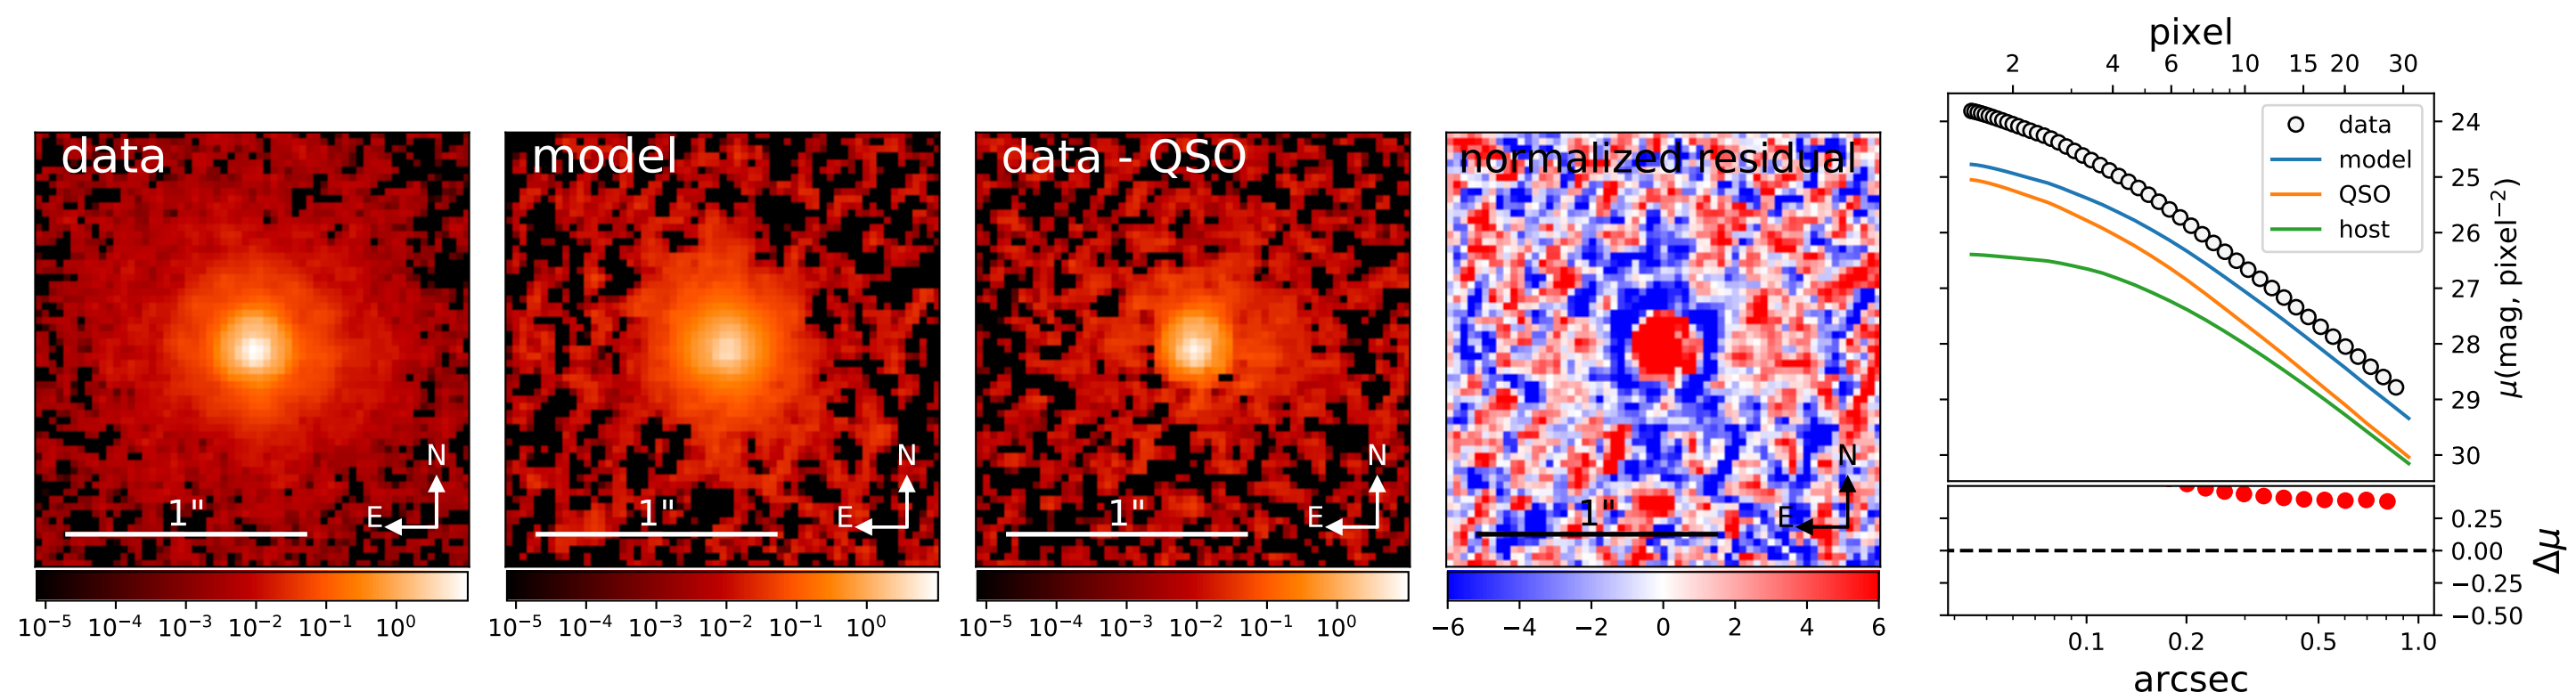 pixel
2 4 6 10 15 20 30
data
model
data - QSO
normalized residual
data
model
QSO
host
24
25
26
27
28
29
30
μ(mag, pixel⁻²)
N
E
1"
N
E
1"
N
E
1"
N
E
1"
0.25
0.00
−0.25
−0.50
Δμ
10⁻⁵ 10⁻⁴ 10⁻³ 10⁻² 10⁻¹ 10⁰
10⁻⁵ 10⁻⁴ 10⁻³ 10⁻² 10⁻¹ 10⁰
10⁻⁵ 10⁻⁴ 10⁻³ 10⁻² 10⁻¹ 10⁰
−6 −4 −2 0 2 4 6
0.1 0.2 0.5 1.0
arcsec